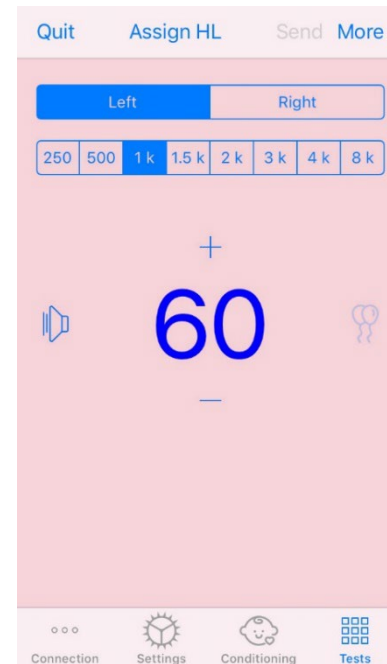 Quit Assign HL Send More
Left Right
250 500 1 k 1.5 k 2 k 3 k 4 k 8 k
+
60
—
Connection Settings Conditioning Tests